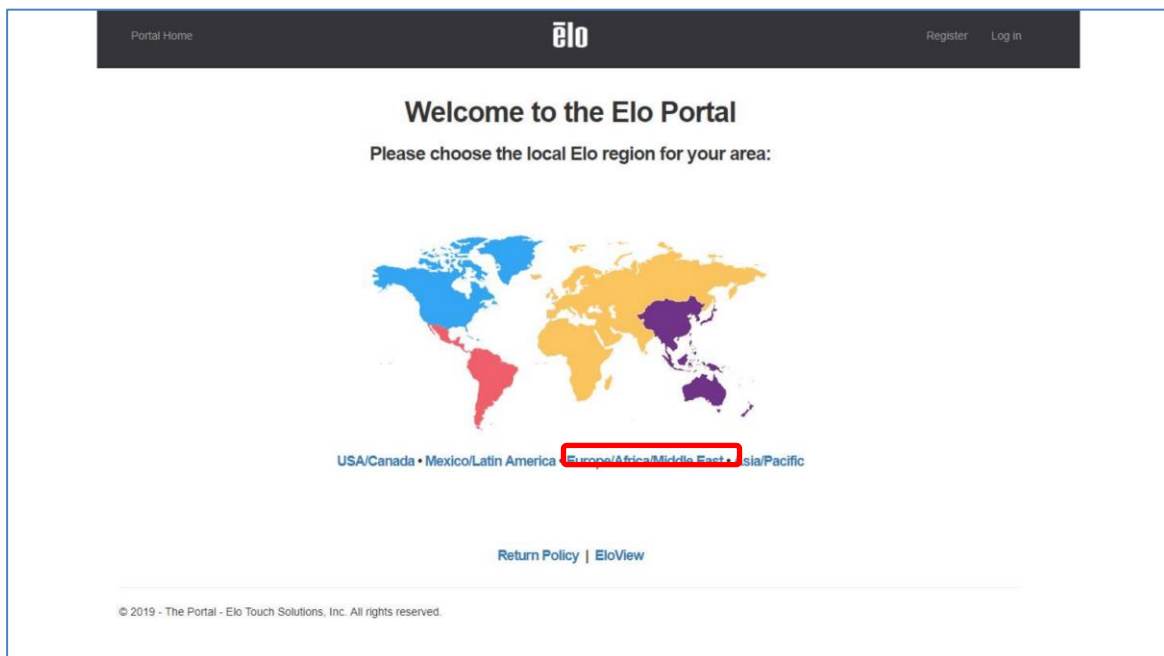 Portal Home
ēlo
Register Log in
Welcome to the Elo Portal
Please choose the local Elo region for your area:
USA/Canada • Mexico/Latin America • Europe/Africa/Middle East • Asia/Pacific
Return Policy | EloView
© 2019 - The Portal - Elo Touch Solutions, Inc. All rights reserved.